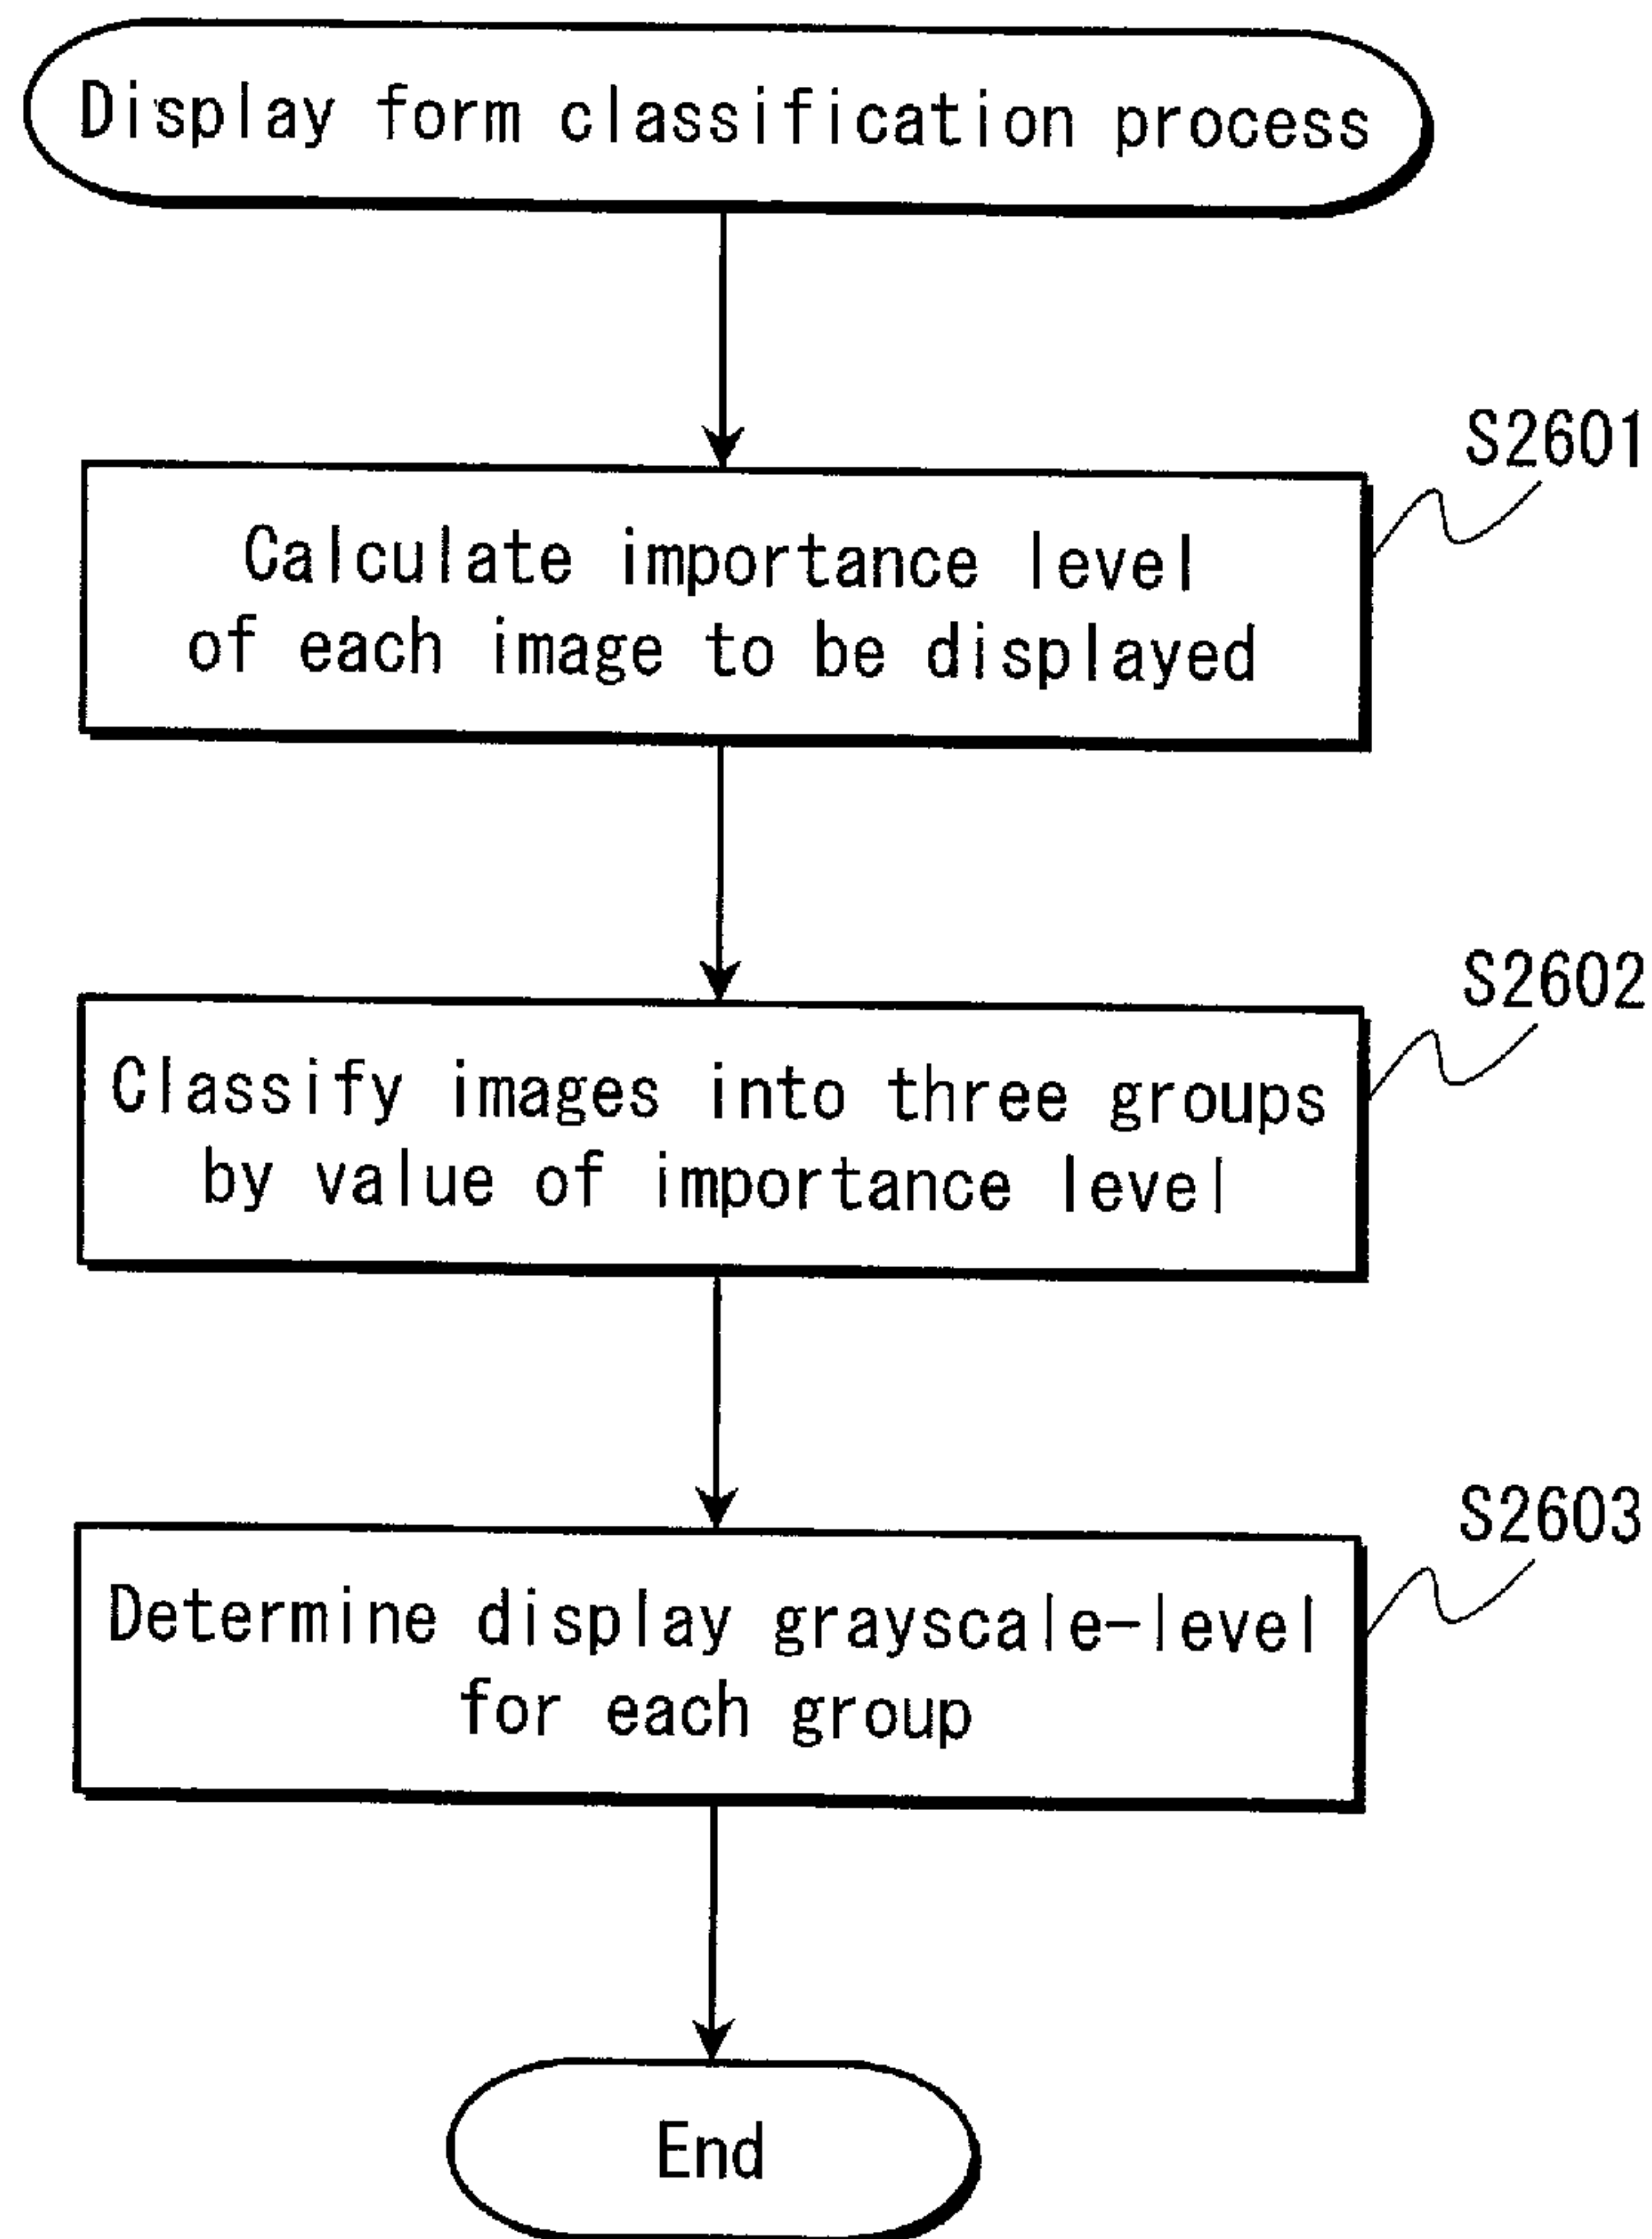 Display form classification process
S2601
Calculate importance level
of each image to be displayed
S2602
Classify images into three groups
by value of importance level
S2603
Determine display grayscale-level
for each group
End